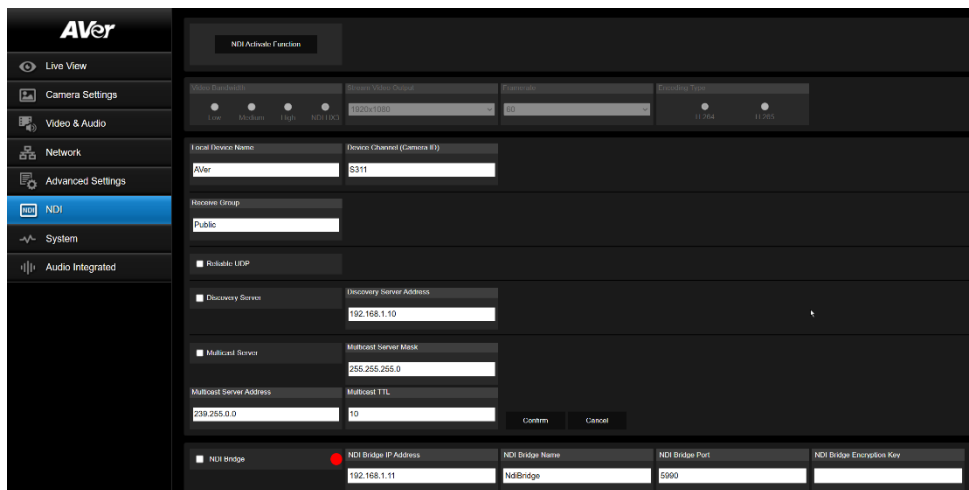 AVer
Live View
Camera Settings
Video & Audio
Network
Advanced Settings
NDI NDI
System
Audio Integrated
NDI Activate Function
Video Bandwidth
Low Medium High NDI HX3
Stream Video Output
1920x1080
Framerate
60
Encoding Type
H.264 H.265
Local Device Name
AVer
Device Channel (Camera ID)
S311
Receive Group
Public
Reliable UDP
Discovery Server
Discovery Server Address
192.168.1.10
Multicast Server
Multicast Server Mask
255.255.255.0
Multicast Server Address
239.255.0.0
Multicast TTL
10
Confirm Cancel
NDI Bridge
NDI Bridge IP Address
192.168.1.11
NDI Bridge Name
NdiBridge
NDI Bridge Port
5990
NDI Bridge Encryption Key